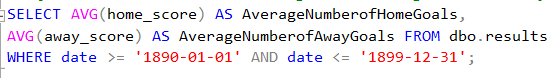 SELECT AVG(home_score) AS AverageNumberofHomeGoals,
AVG(away_score) AS AverageNumberofAwayGoals FROM dbo.results
WHERE date >= '1890-01-01' AND date <= '1899-12-31';